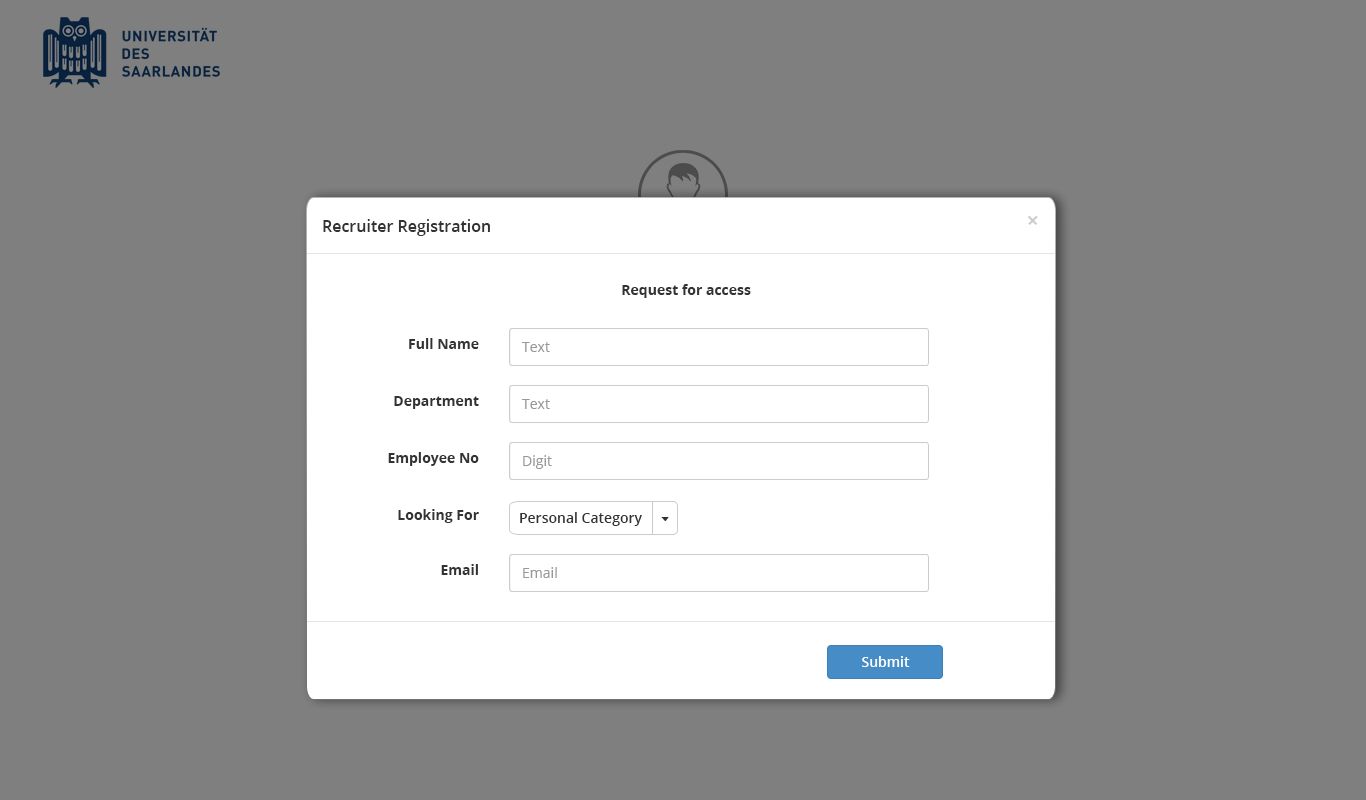 UNIVERSITÄT
DES
SAARLANDES
Recruiter Registration
×
Request for access
Full Name
Text
Department
Text
Employee No
Digit
Looking For
Personal Category
Email
Email
Submit